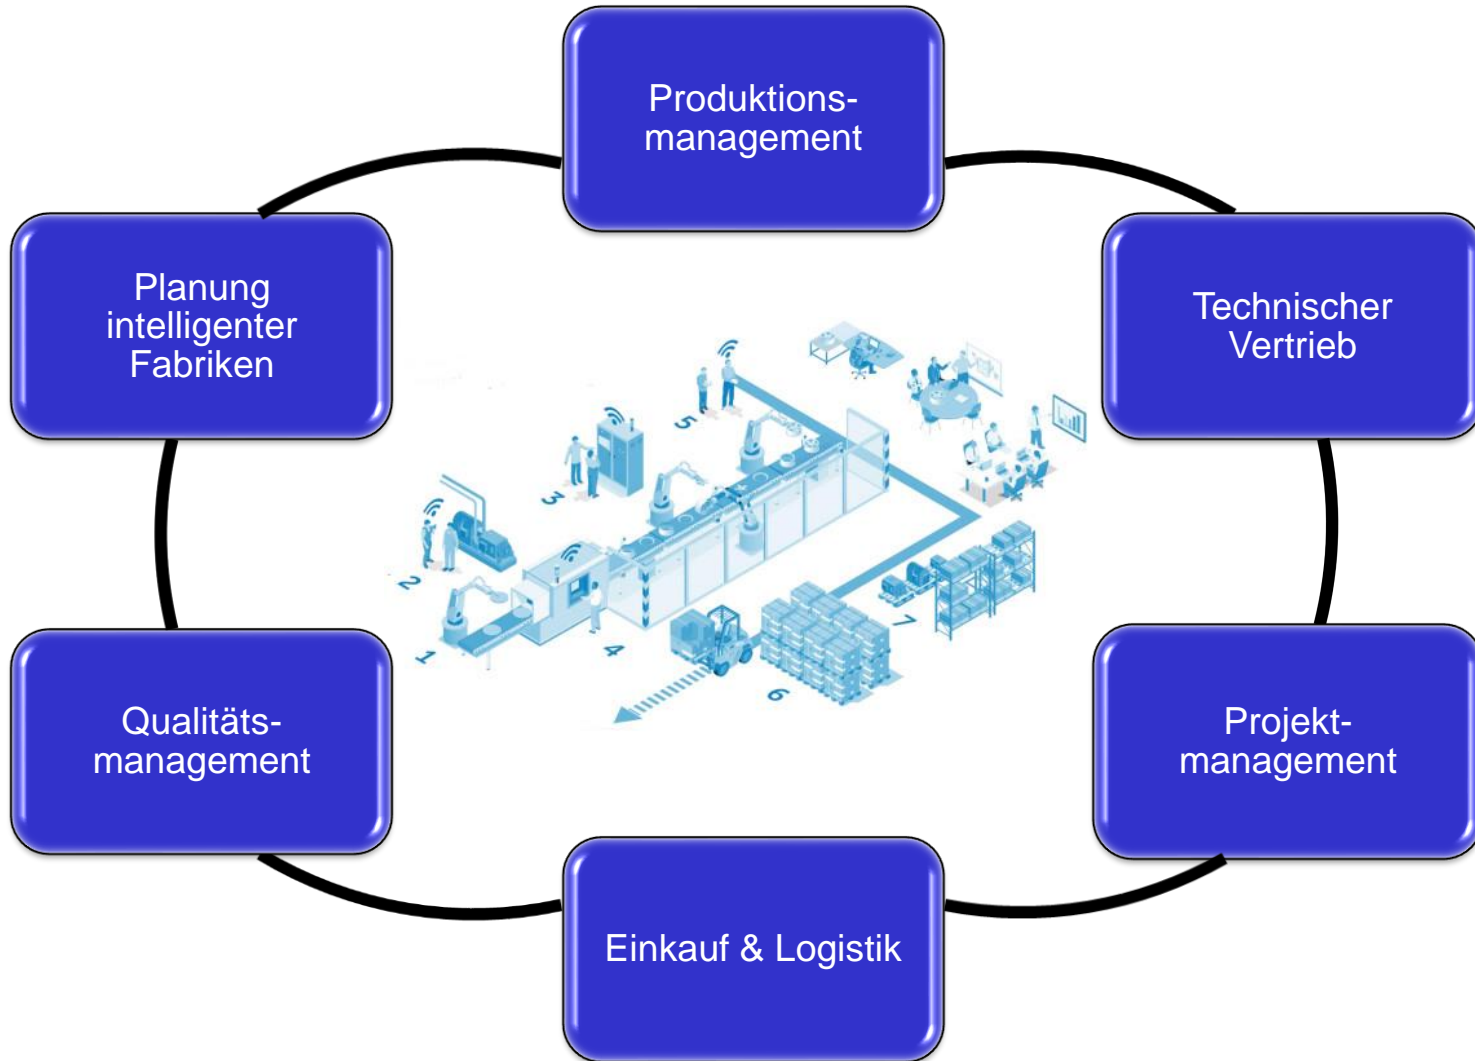 Produktions-
management
Planung
intelligenter
Fabriken
Technischer
Vertrieb
5
3
2
1
4
7
6
Qualitäts-
management
Projekt-
management
Einkauf & Logistik